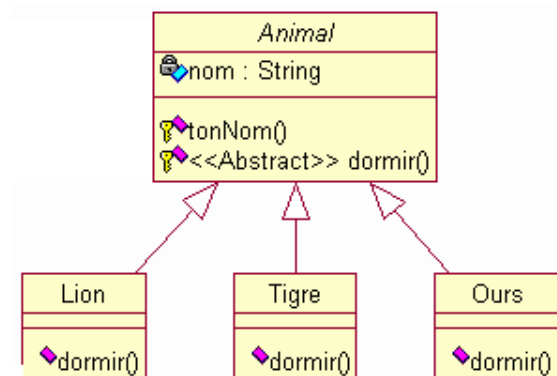 Animal
nom : String
tonNom()
<<Abstract>> dormir()
Lion
Tigre
Ours
dormir()
dormir()
dormir()